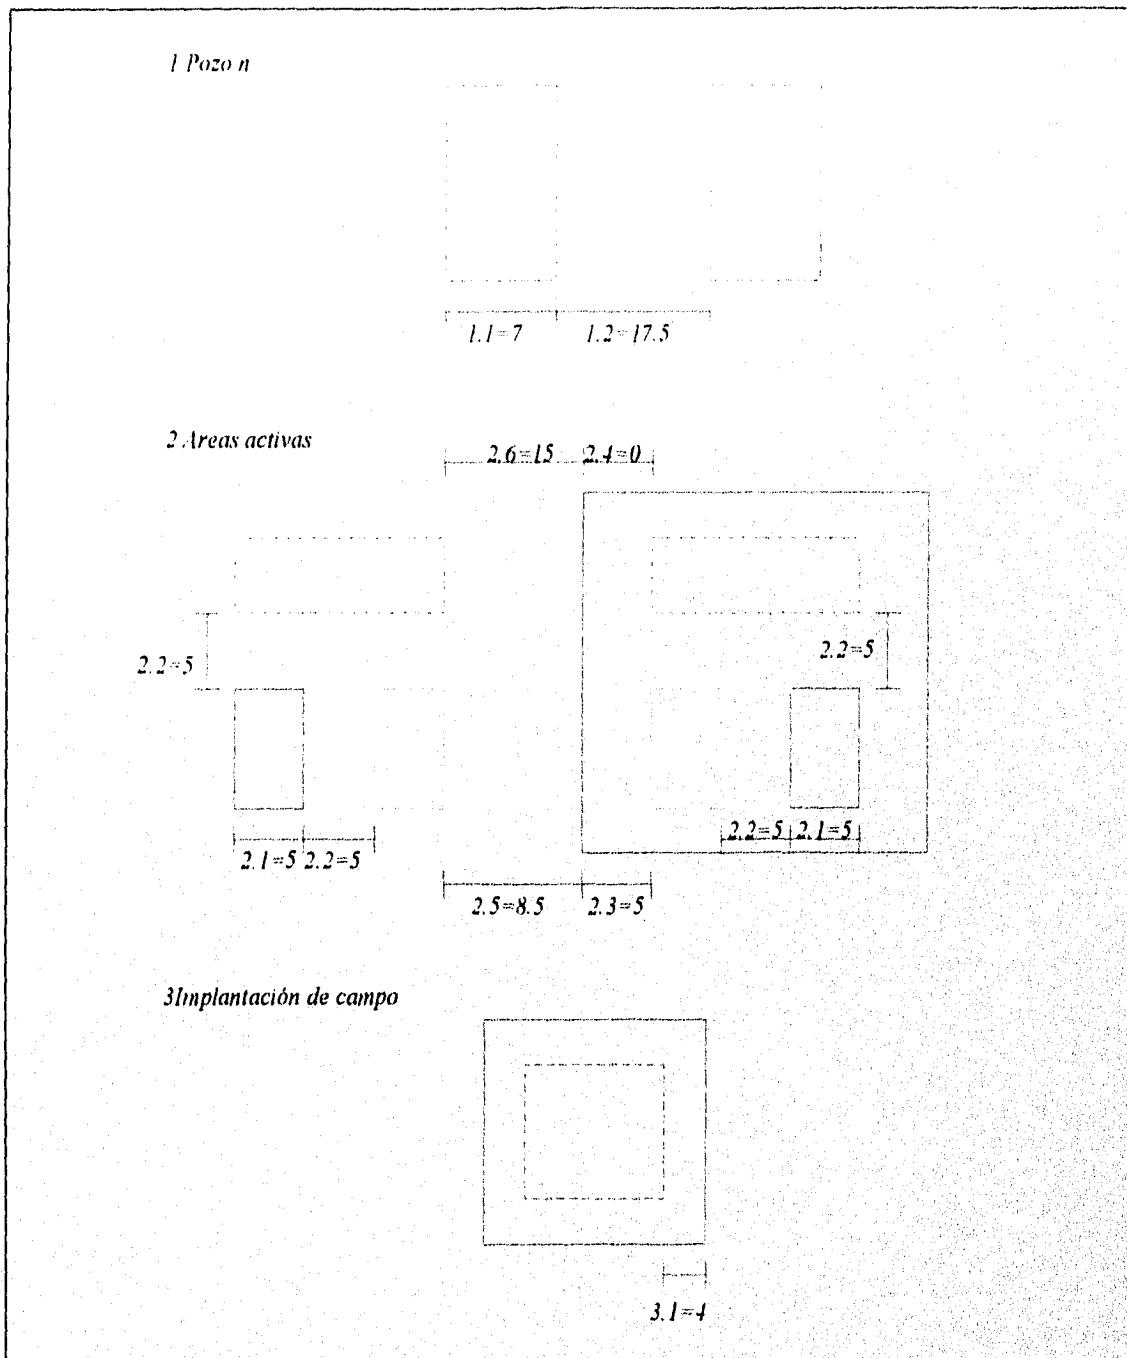 1 Pozo n
1.1=7 1.2=17.5
2 Areas activas
2.6=15 2.4=0
2.2=5 2.2=5
2.2=5 2.1=5
2.1=5 2.2=5
2.5=8.5 2.3=5
3Implantación de campo
3.1=4